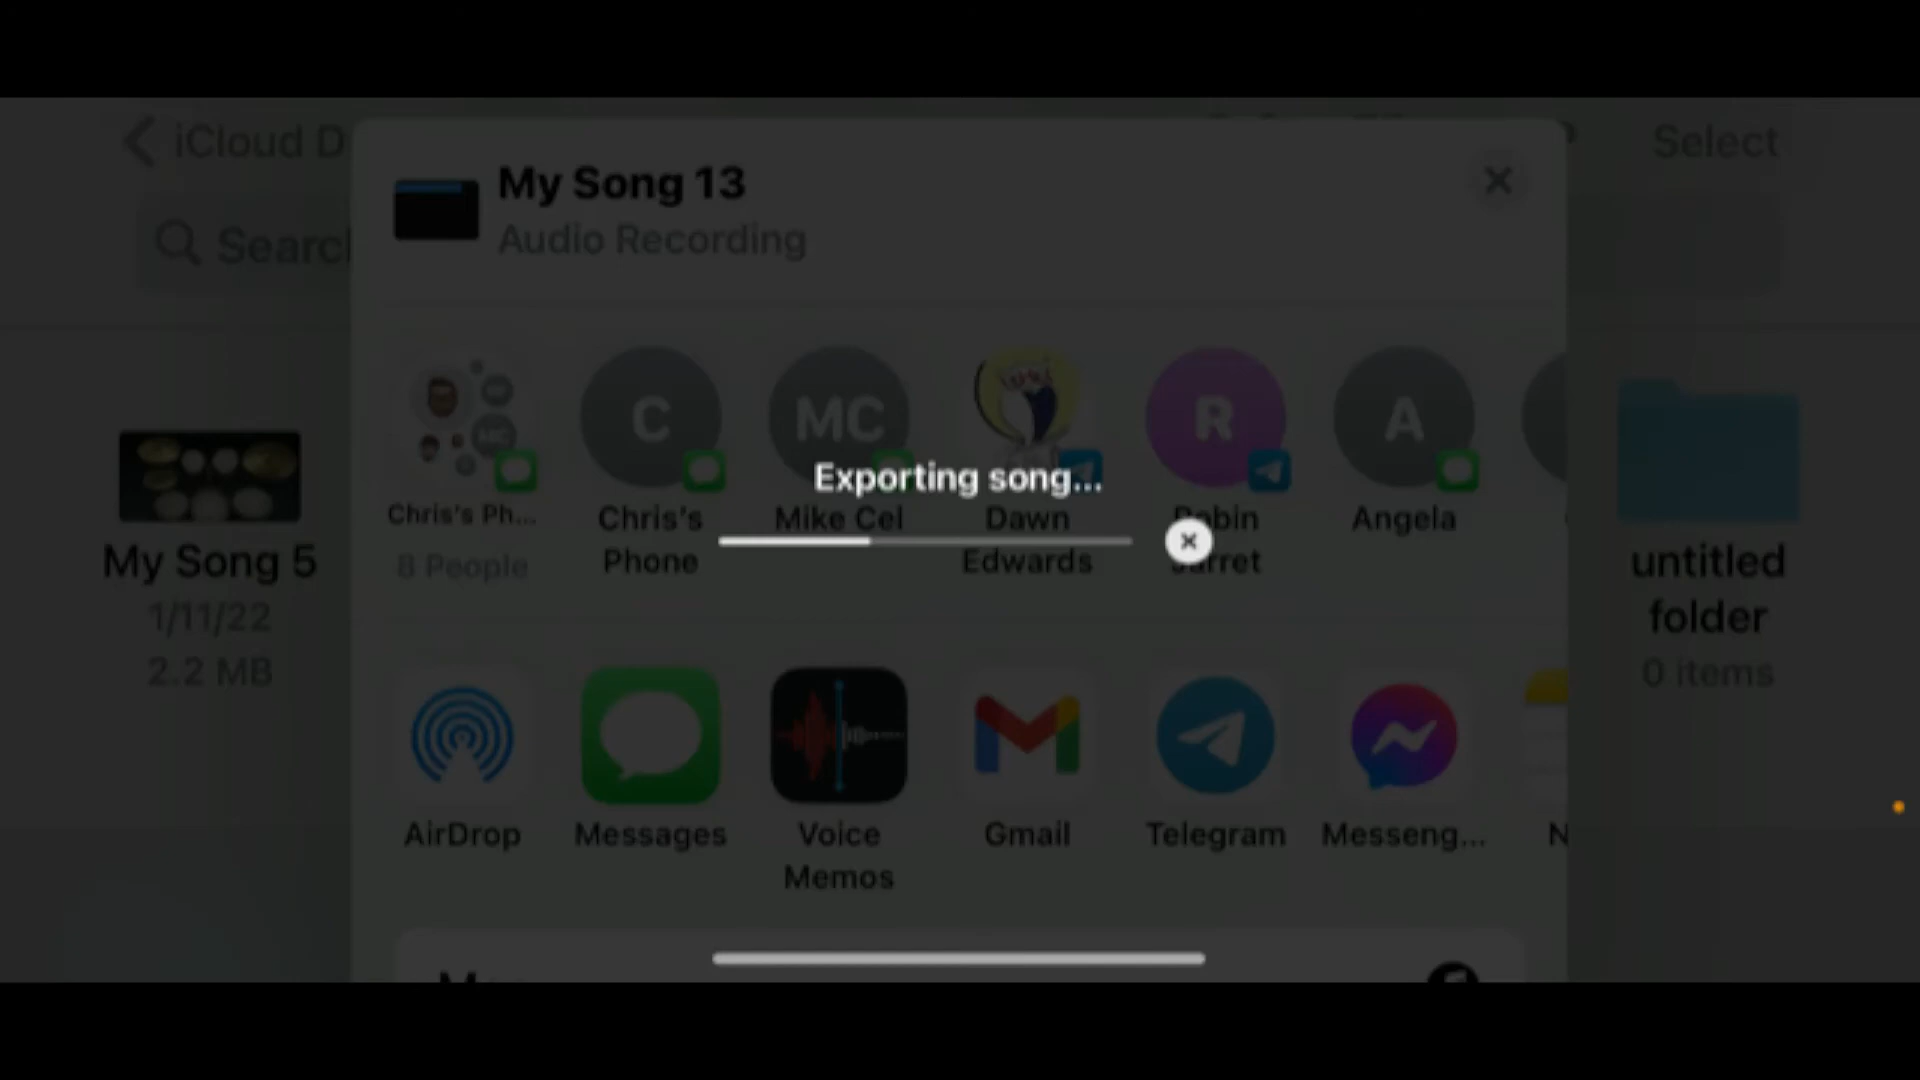 iCloud D
Select
My Song 13
Audio Recording
Search
C
MC
R
A
Exporting song...
Chris's Ph...
8 People
Chris's
Phone
Mike Cel
Dawn
Edwards
Robin
Jarret
Angela
My Song 5
1/11/22
2.2 MB
untitled
folder
0 items
AirDrop
Messages
Voice
Memos
Gmail
Telegram
Messeng...
N